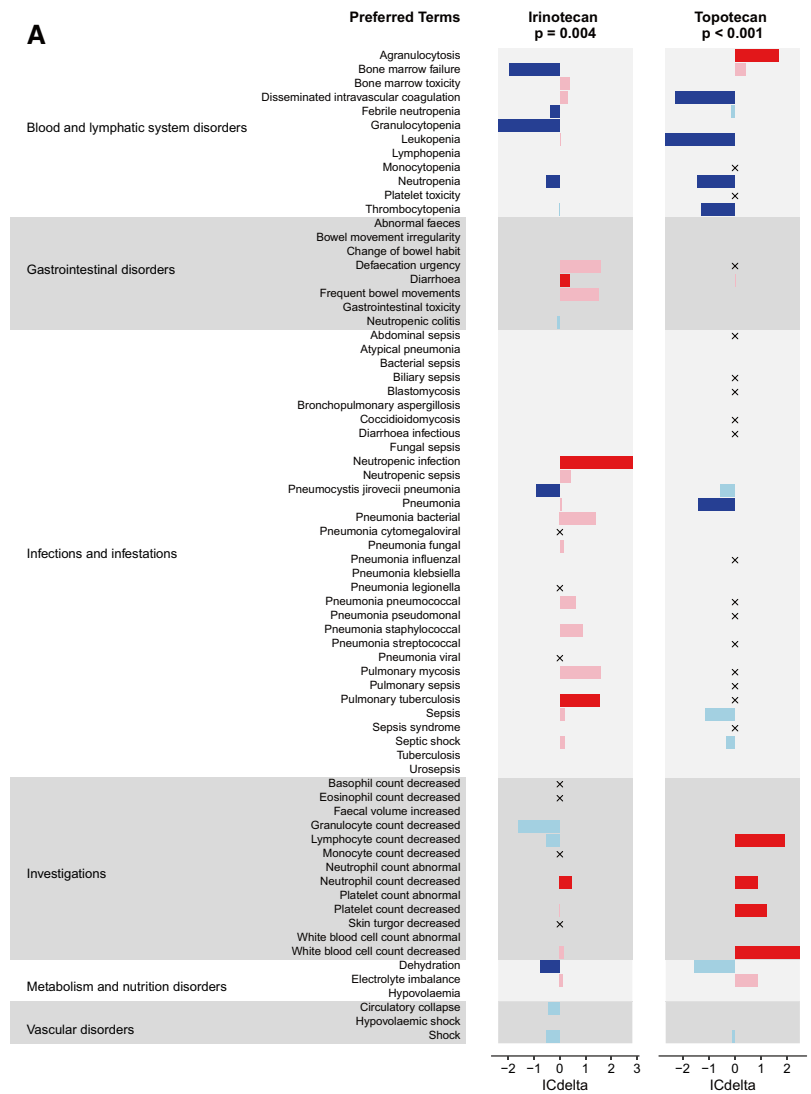 A
Preferred Terms
Irinotecan
p = 0.004
Topotecan
p < 0.001
Blood and lymphatic system disorders
Agranulocytosis
Bone marrow failure
Bone marrow toxicity
Disseminated intravascular coagulation
Febrile neutropenia
Granulocytopenia
Leukopenia
Lymphopenia
Monocytopenia
Neutropenia
Platelet toxicity
Thrombocytopenia
Gastrointestinal disorders
Abnormal faeces
Bowel movement irregularity
Change of bowel habit
Defaecation urgency
Diarrhoea
Frequent bowel movements
Gastrointestinal toxicity
Neutropenic colitis
Infections and infestations
Abdominal sepsis
Atypical pneumonia
Bacterial sepsis
Biliary sepsis
Blastomycosis
Bronchopulmonary aspergillosis
Coccidioidomycosis
Diarrhoea infectious
Fungal sepsis
Neutropenic infection
Neutropenic sepsis
Pneumocystis jirovecii pneumonia
Pneumonia
Pneumonia bacterial
Pneumonia cytomegaloviral
Pneumonia fungal
Pneumonia influenzal
Pneumonia klebsiella
Pneumonia legionella
Pneumonia pneumococcal
Pneumonia pseudomonal
Pneumonia staphylococcal
Pneumonia streptococcal
Pneumonia viral
Pulmonary mycosis
Pulmonary sepsis
Pulmonary tuberculosis
Sepsis
Sepsis syndrome
Septic shock
Tuberculosis
Urosepsis
Investigations
Basophil count decreased
Eosinophil count decreased
Faecal volume increased
Granulocyte count decreased
Lymphocyte count decreased
Monocyte count decreased
Neutrophil count abnormal
Neutrophil count decreased
Platelet count abnormal
Platelet count decreased
Skin turgor decreased
White blood cell count abnormal
White blood cell count decreased
Metabolism and nutrition disorders
Dehydration
Electrolyte imbalance
Hypovolaemia
Vascular disorders
Circulatory collapse
Hypovolaemic shock
Shock
−2 −1 0 1 2 3
ICdelta
−2 −1 0 1 2
ICdelta